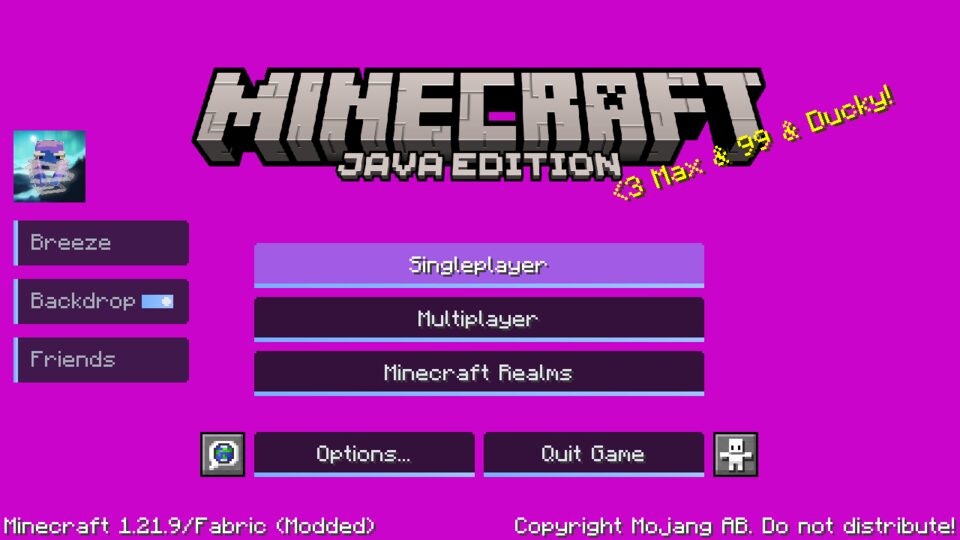 MINECRAFT
JAVA EDITION
<3 Max & 99 & Ducky!
Breeze
Backdrop
Friends
Singleplayer
Multiplayer
Minecraft Realms
Options...
Quit Game
Minecraft 1.21.9/Fabric (Modded)
Copyright Mojang AB. Do not distribute!